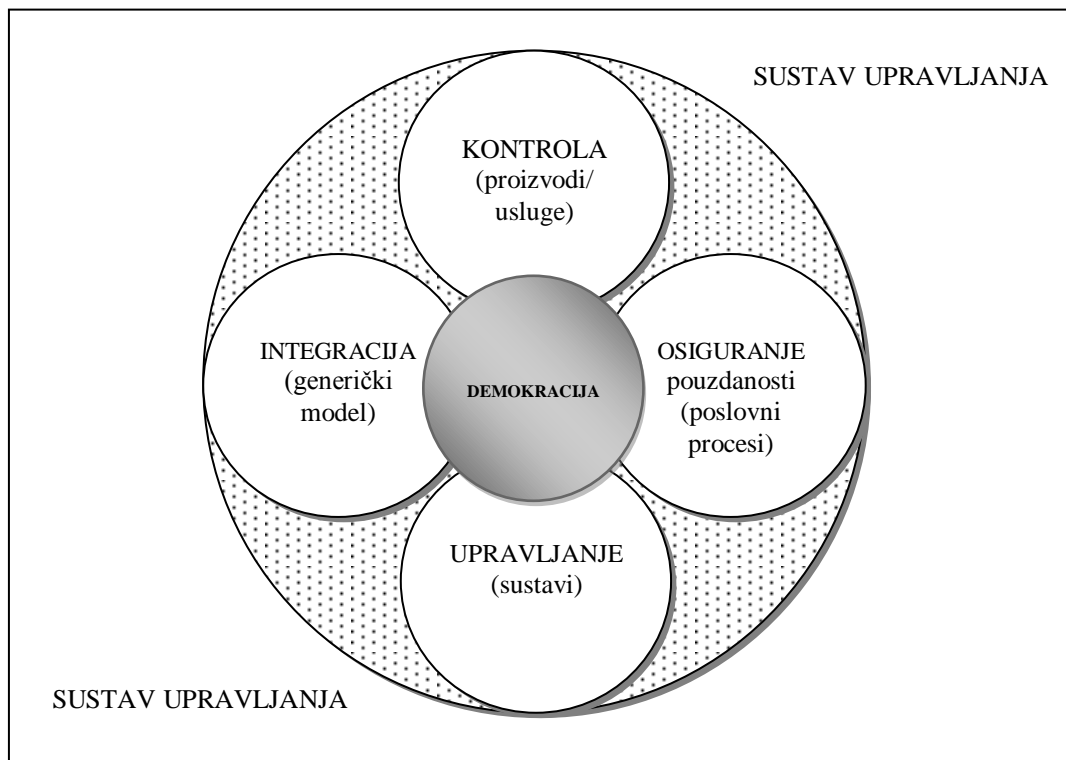 SUSTAV UPRAVLJANJA
KONTROLA
(proizvodi/
usluge)
INTEGRACIJA
(generički
model)
DEMOKRACIJA
OSIGURANJE
pouzdanosti
(poslovni
procesi)
UPRAVLJANJE
(sustavi)
SUSTAV UPRAVLJANJA